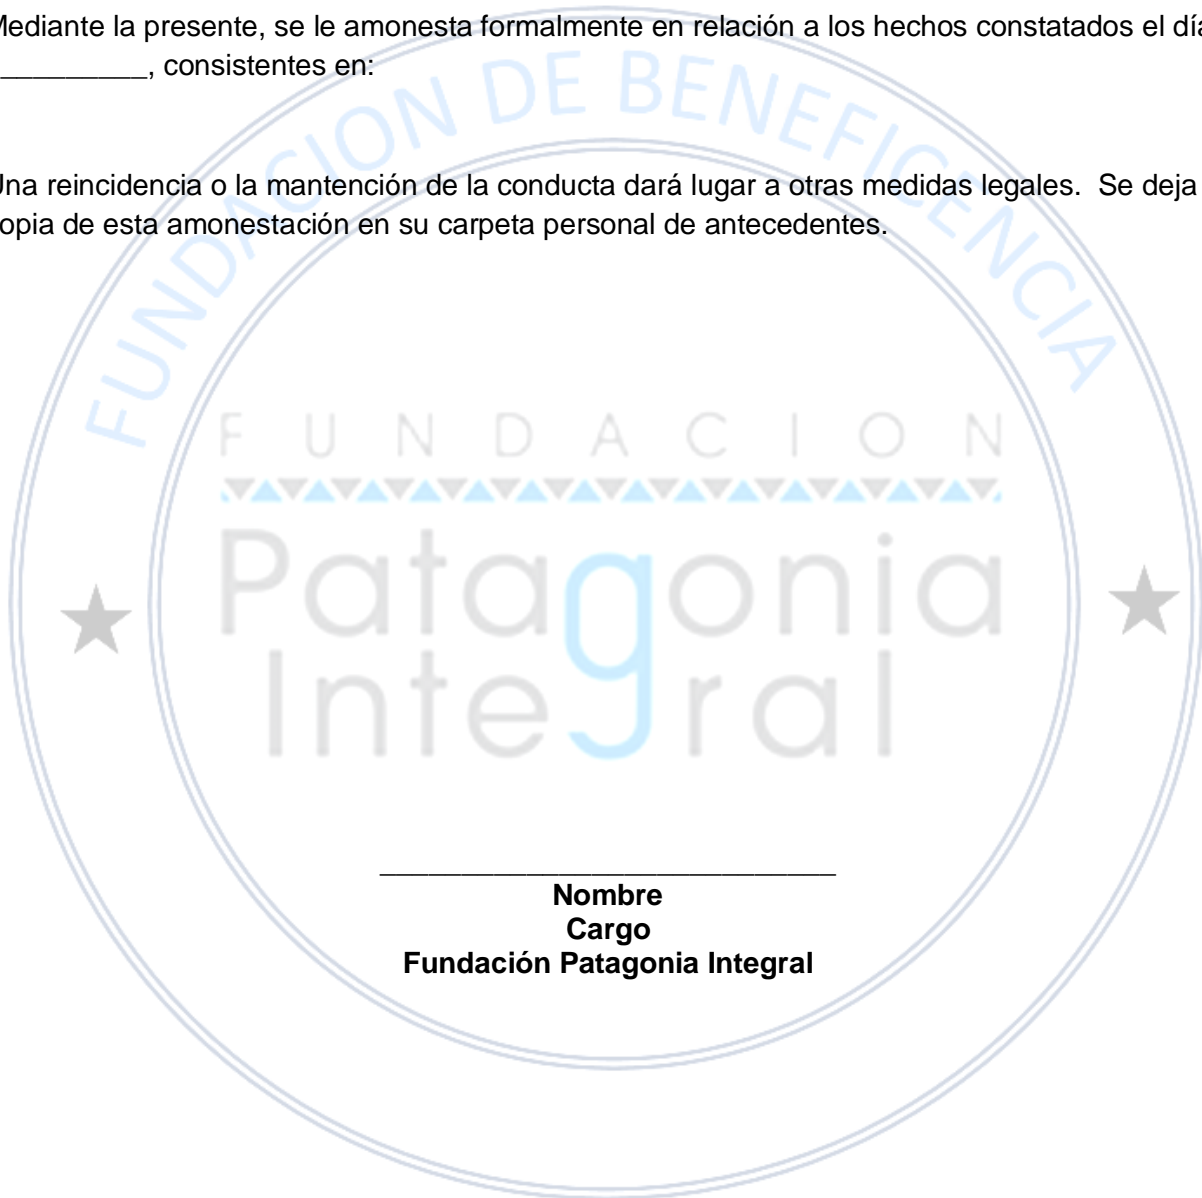 Mediante la presente, se le amonesta formalmente en relación a los hechos constatados el día
_________, consistentes en:
Una reincidencia o la mantención de la conducta dará lugar a otras medidas legales.  Se deja
copia de esta amonestación en su carpeta personal de antecedentes.
FUNDACION DE BENEFICENCIA
FUNDACION
Patagonia
Integral
____________________________
Nombre
Cargo
Fundación Patagonia Integral